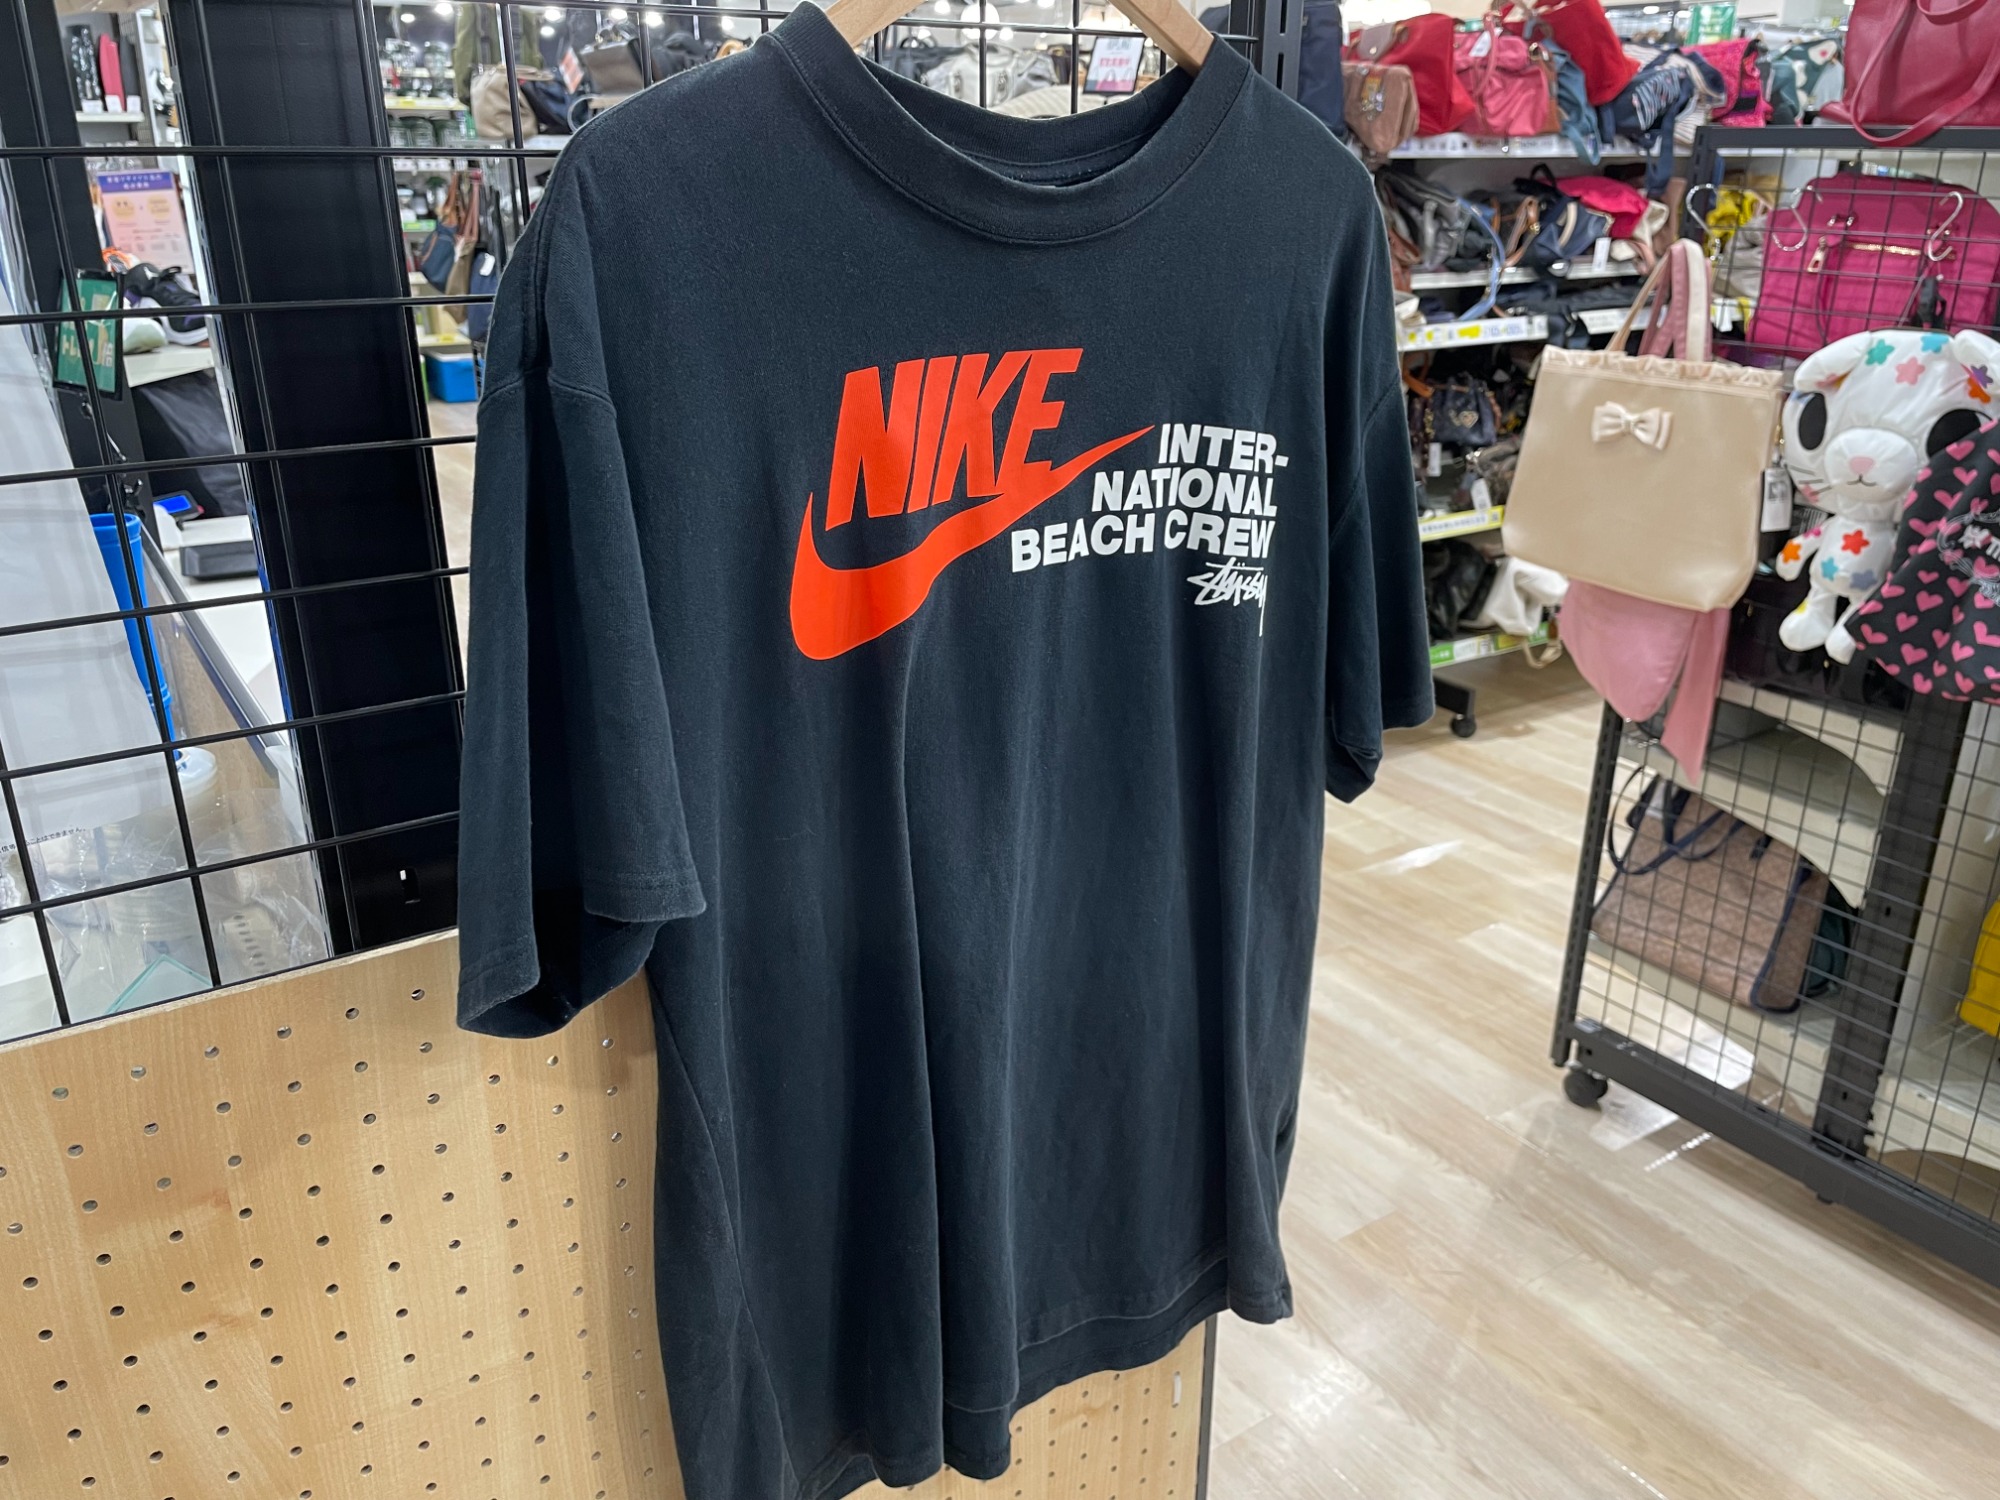 NIKE
INTER-
NATIONAL
BEACH CREW
Stüssy